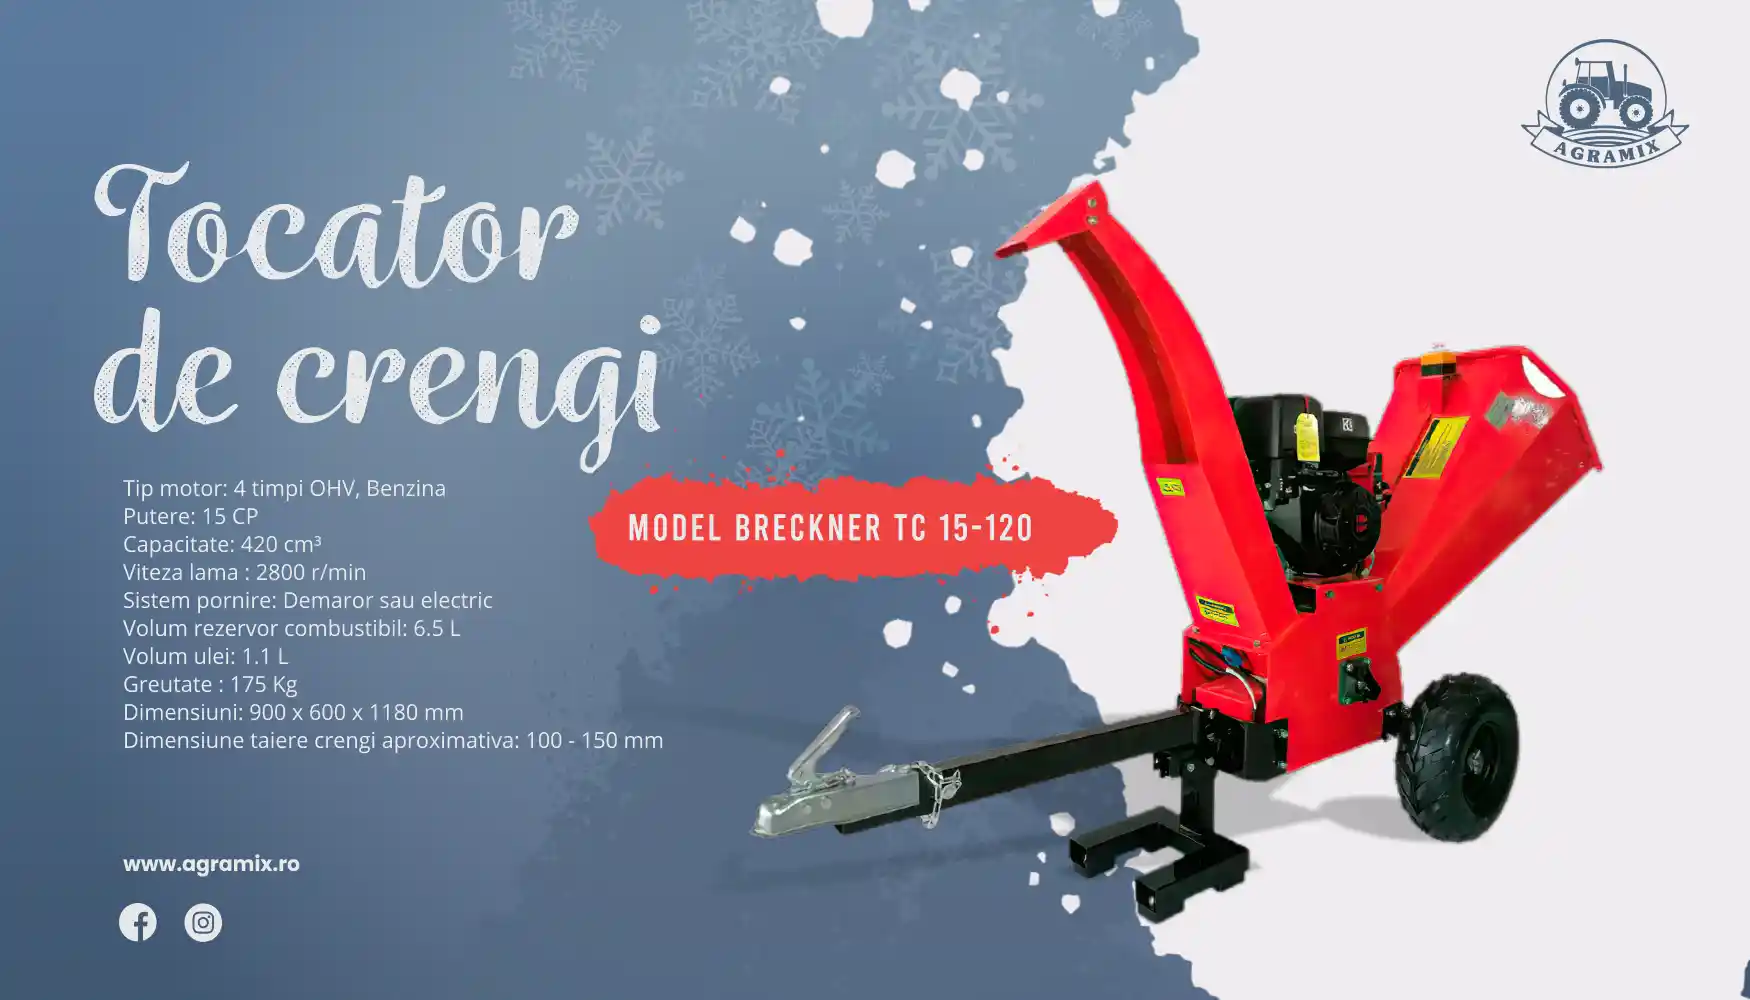 AGRAMIX
Tocator
de crengi
Tip motor: 4 timpi OHV, Benzina
Putere: 15 CP
Capacitate: 420 cm³
Viteza lama : 2800 r/min
Sistem pornire: Demaror sau electric
Volum rezervor combustibil: 6.5 L
Volum ulei: 1.1 L
Greutate : 175 Kg
Dimensiuni: 900 x 600 x 1180 mm
Dimensiune taiere crengi aproximativa: 100 - 150 mm
MODEL BRECKNER TC 15-120
www.agramix.ro